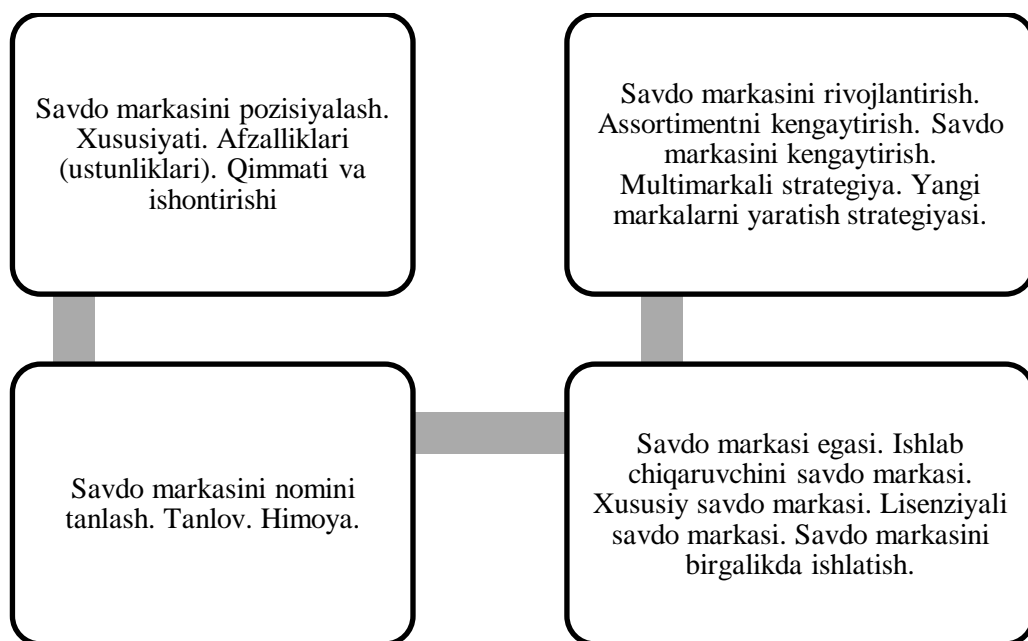 Savdo markasini pozisiyalash.
Xususiyati. Afzalliklari
(ustunliklari). Qimmati va
ishontirishi
Savdo markasini nomini
tanlash. Tanlov. Himoya.
Savdo markasi egasi. Ishlab
chiqaruvchini savdo markasi.
Xususiy savdo markasi. Lisenziyali
savdo markasi. Savdo markasini
birgalikda ishlatish.
Savdo markasini rivojlantirish.
Assortimentni kengaytirish. Savdo
markasini kengaytirish.
Multimarkali strategiya. Yangi
markalarni yaratish strategiyasi.